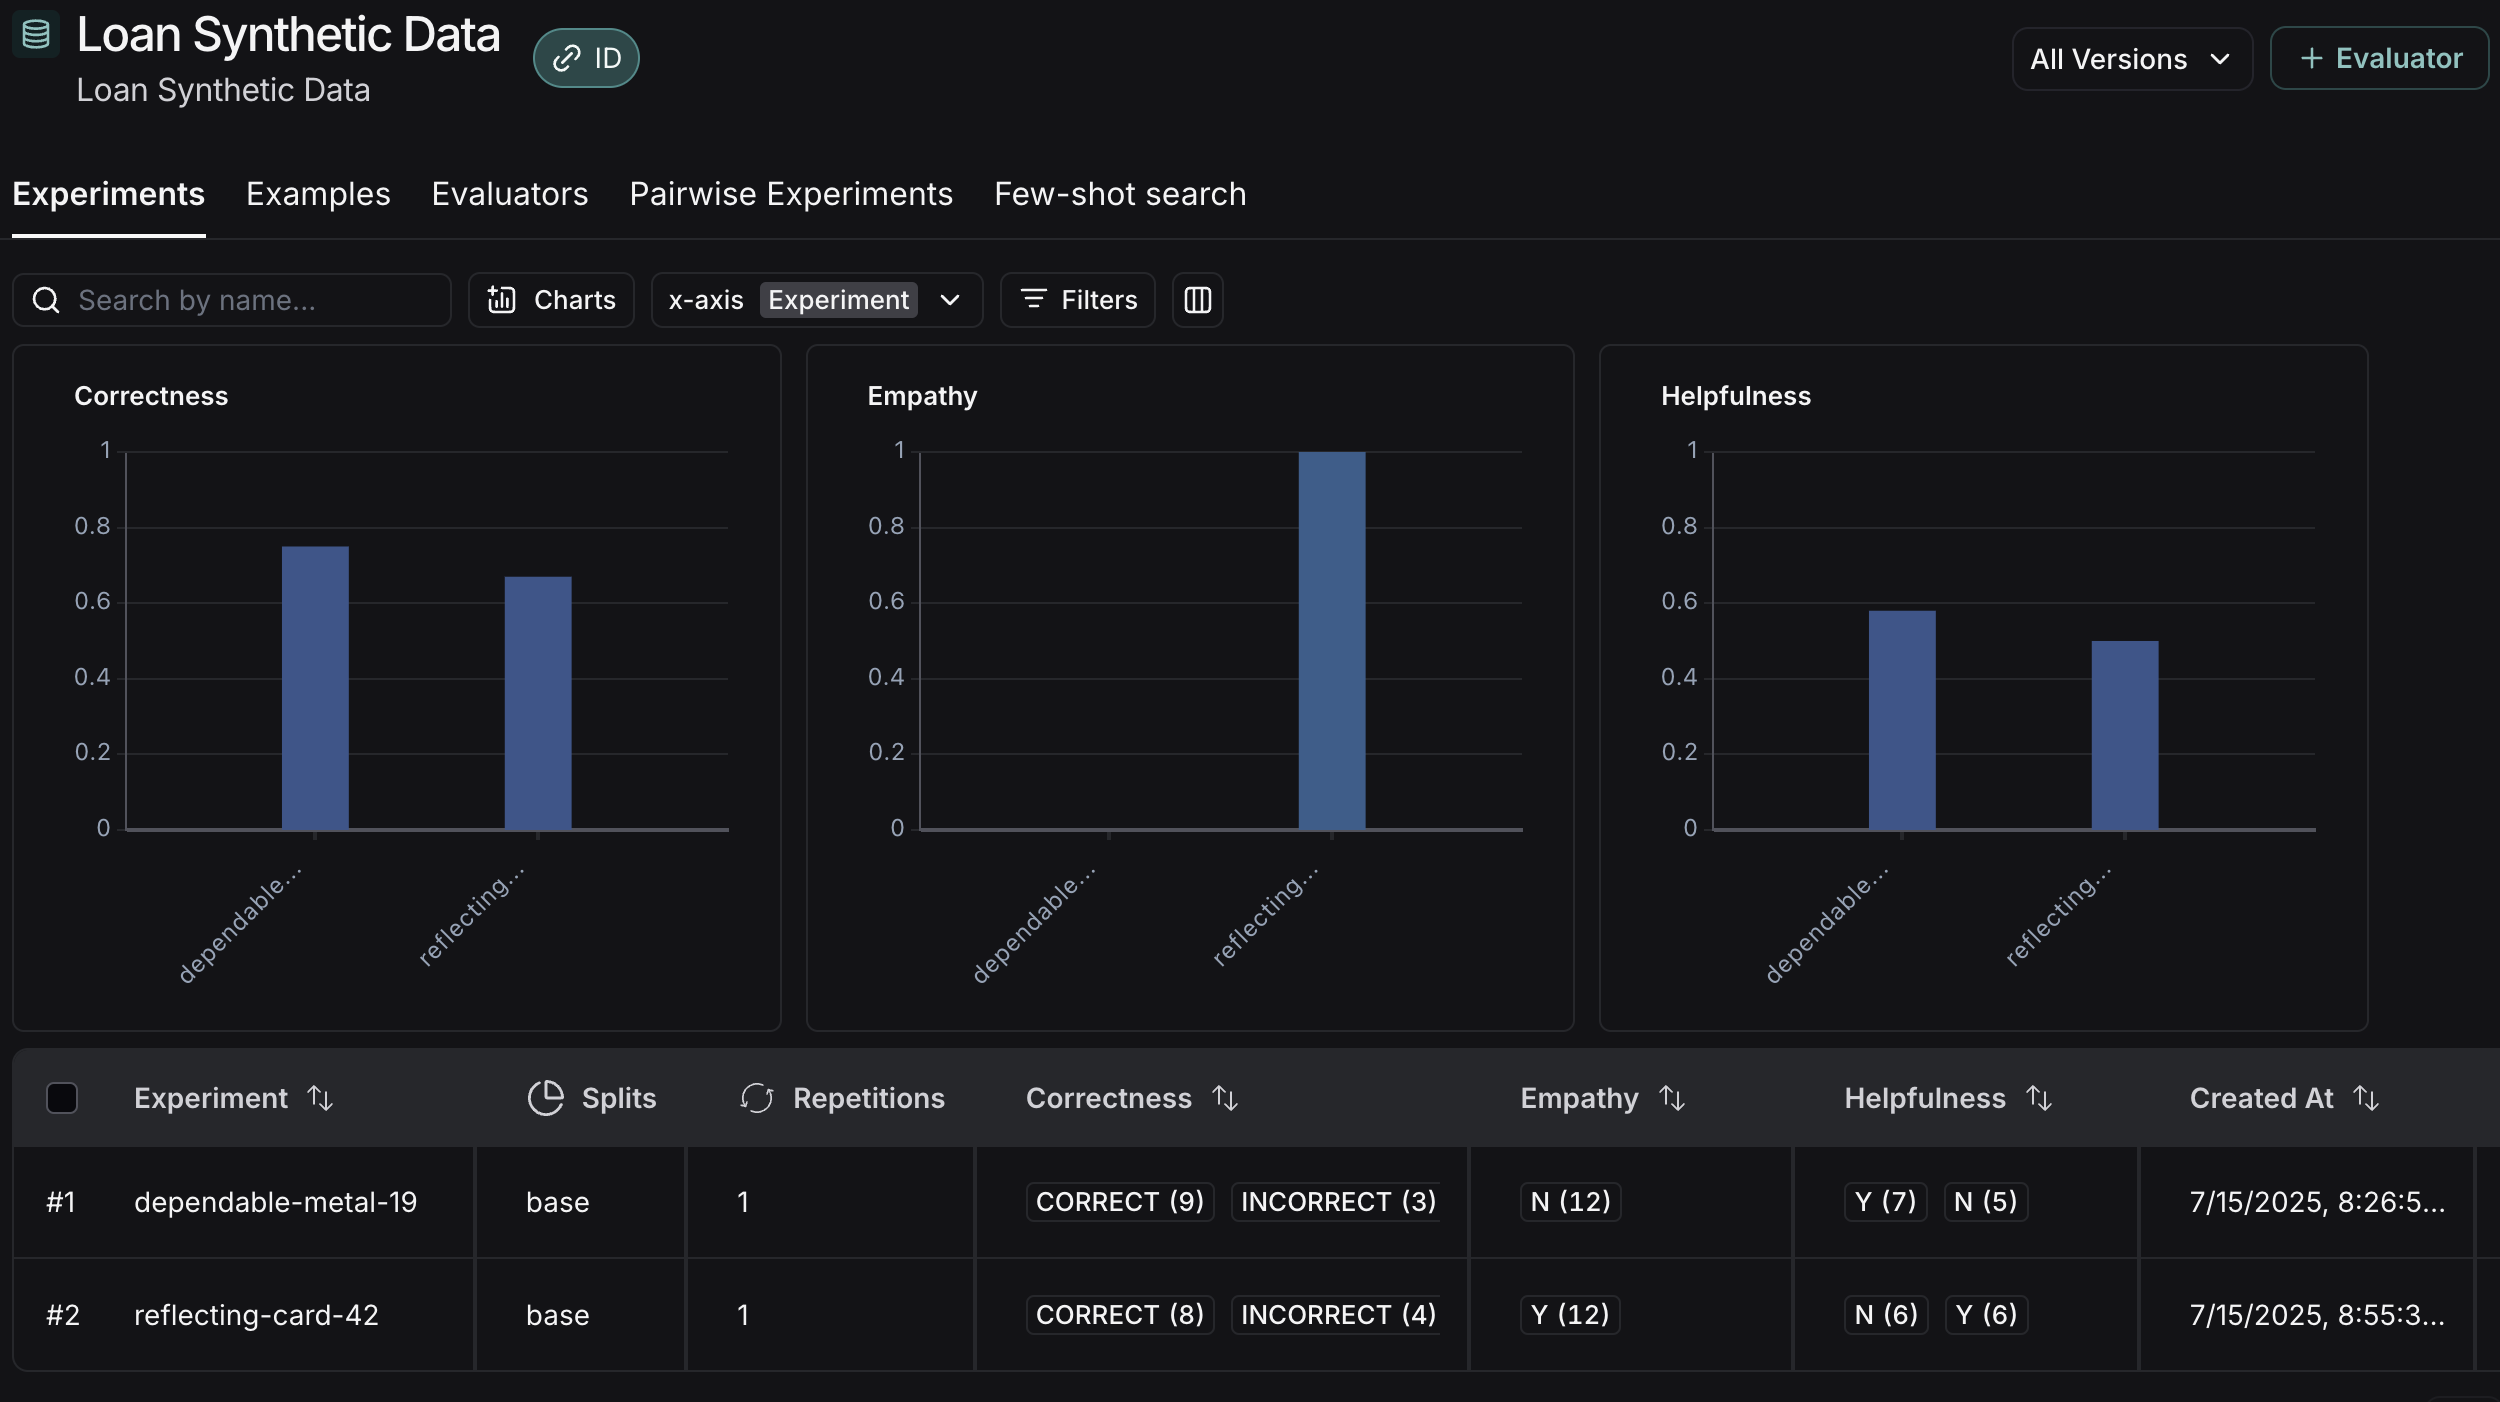 Loan Synthetic Data
Loan Synthetic Data
ID
All Versions
+ Evaluator
Experiments Examples Evaluators Pairwise Experiments Few-shot search
Search by name...
Charts
x-axis Experiment
Filters
Correctness
1
0.8
0.6
0.4
0.2
0
dependable...
reflecting...
Empathy
1
0.8
0.6
0.4
0.2
0
dependable...
reflecting...
Helpfulness
1
0.8
0.6
0.4
0.2
0
dependable...
reflecting...
Experiment Splits Repetitions Correctness Empathy Helpfulness Created At
#1 dependable-metal-19 base 1 CORRECT (9) INCORRECT (3) N (12) Y (7) N (5) 7/15/2025, 8:26:5...
#2 reflecting-card-42 base 1 CORRECT (8) INCORRECT (4) Y (12) N (6) Y (6) 7/15/2025, 8:55:3...